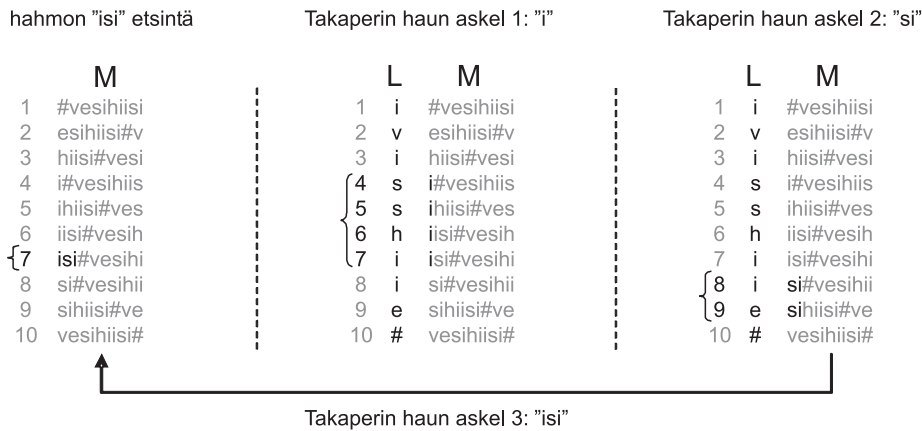 hahmon ”isi” etsintä
M
1 #vesihiisi
2 esihiisi#v
3 hiisi#vesi
4 i#vesihiis
5 ihiisi#ves
6 iisi#vesih
7 isi#vesihi
8 si#vesihii
9 sihiisi#ve
10 vesihiisi#
Takaperin haun askel 1: ”i”
L M
1 i #vesihiisi
2 v esihiisi#v
3 i hiisi#vesi
4 s i#vesihiis
5 s ihiisi#ves
6 h iisi#vesih
7 i isi#vesihi
8 i si#vesihii
9 e sihiisi#ve
10 # vesihiisi#
Takaperin haun askel 2: ”si”
L M
1 i #vesihiisi
2 v esihiisi#v
3 i hiisi#vesi
4 s i#vesihiis
5 s ihiisi#ves
6 h iisi#vesih
7 i isi#vesihi
8 i si#vesihii
9 e sihiisi#ve
10 # vesihiisi#
Takaperin haun askel 3: ”isi”